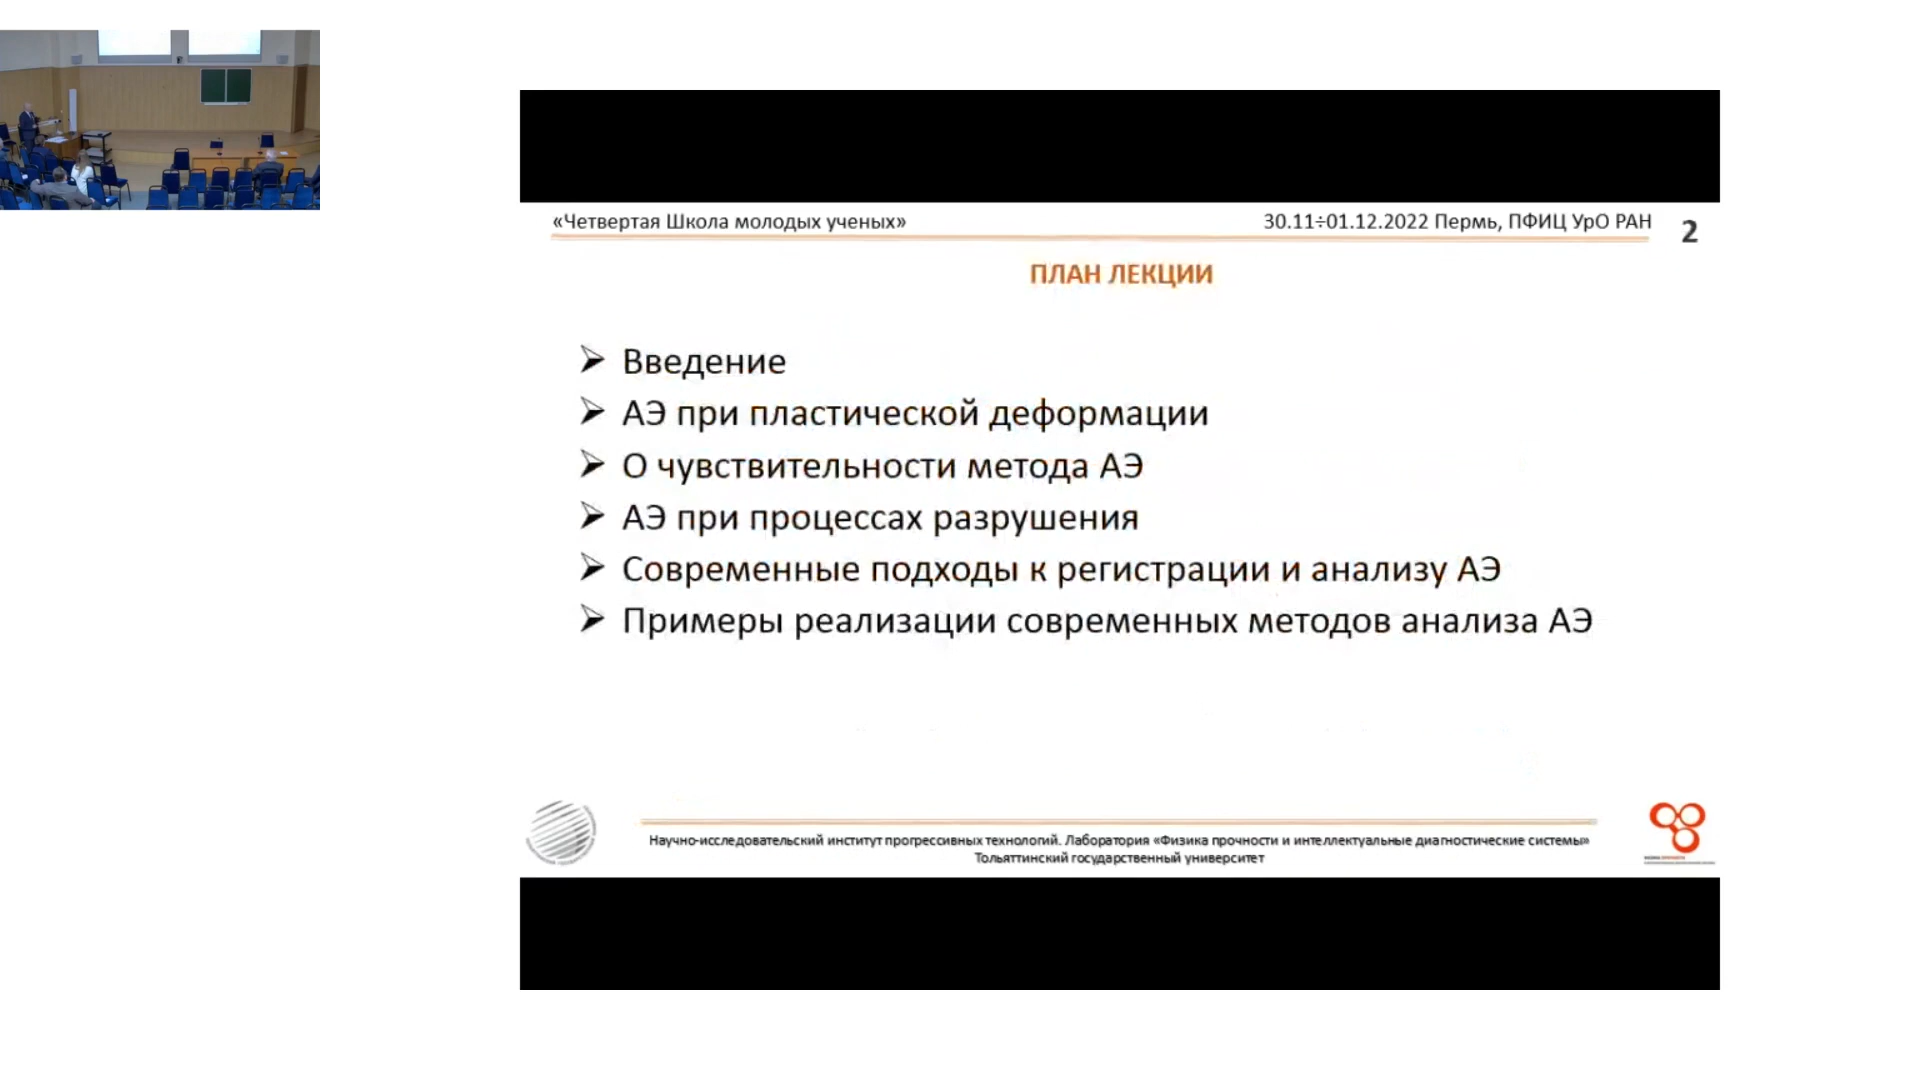 «Четвертая Школа молодых ученых» 30.11÷01.12.2022 Пермь, ПФИЦ УрО РАН 2
ПЛАН ЛЕКЦИИ
Введение
АЭ при пластической деформации
О чувствительности метода АЭ
АЭ при процессах разрушения
Современные подходы к регистрации и анализу АЭ
Примеры реализации современных методов анализа АЭ
Научно-исследовательский институт прогрессивных технологий. Лаборатория «Физика прочности и интеллектуальные диагностические системы»
Тольяттинский государственный университет